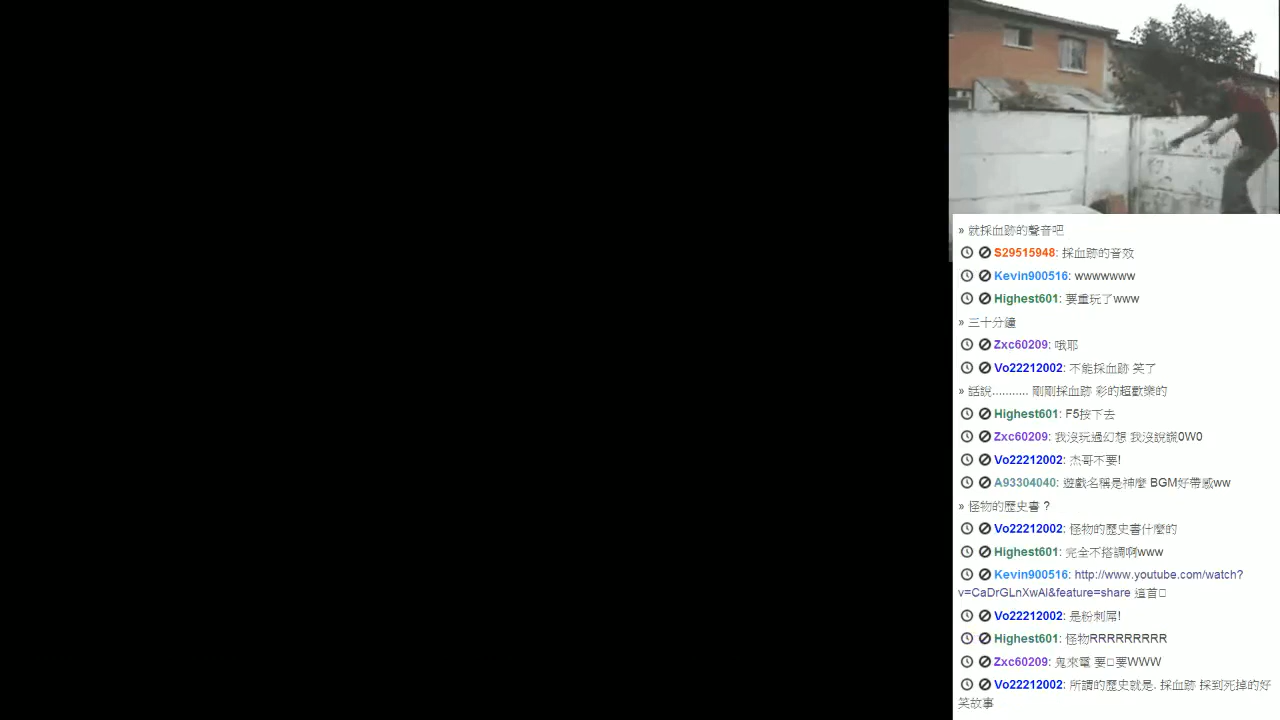 » 就採血跡的聲音吧
S29515948: 採血跡的音效
Kevin900516: wwwwwww
Highest601: 要重玩了www
» 三十分鐘
Zxc60209: 哦耶
Vo22212002: 不能採血跡 笑了
» 話說........... 剛剛採血跡 彩的超歡樂的
Highest601: F5按下去
Zxc60209: 我沒玩過幻想 我沒說謊0W0
Vo22212002: 杰哥不要!
A93304040: 遊戲名稱是神麼 BGM好帶感ww
» 怪物的歷史書 ?
Vo22212002: 怪物的歷史書什麼的
Highest601: 完全不搭調啊www
Kevin900516: http://www.youtube.com/watch?
v=CaDrGLnXwAI&feature=share 這首□
Vo22212002: 是粉刺屌!
Highest601: 怪物RRRRRRRRR
Zxc60209: 鬼來電 要□要WWW
Vo22212002: 所謂的歷史就是. 採血跡 採到死掉的好
笑故事